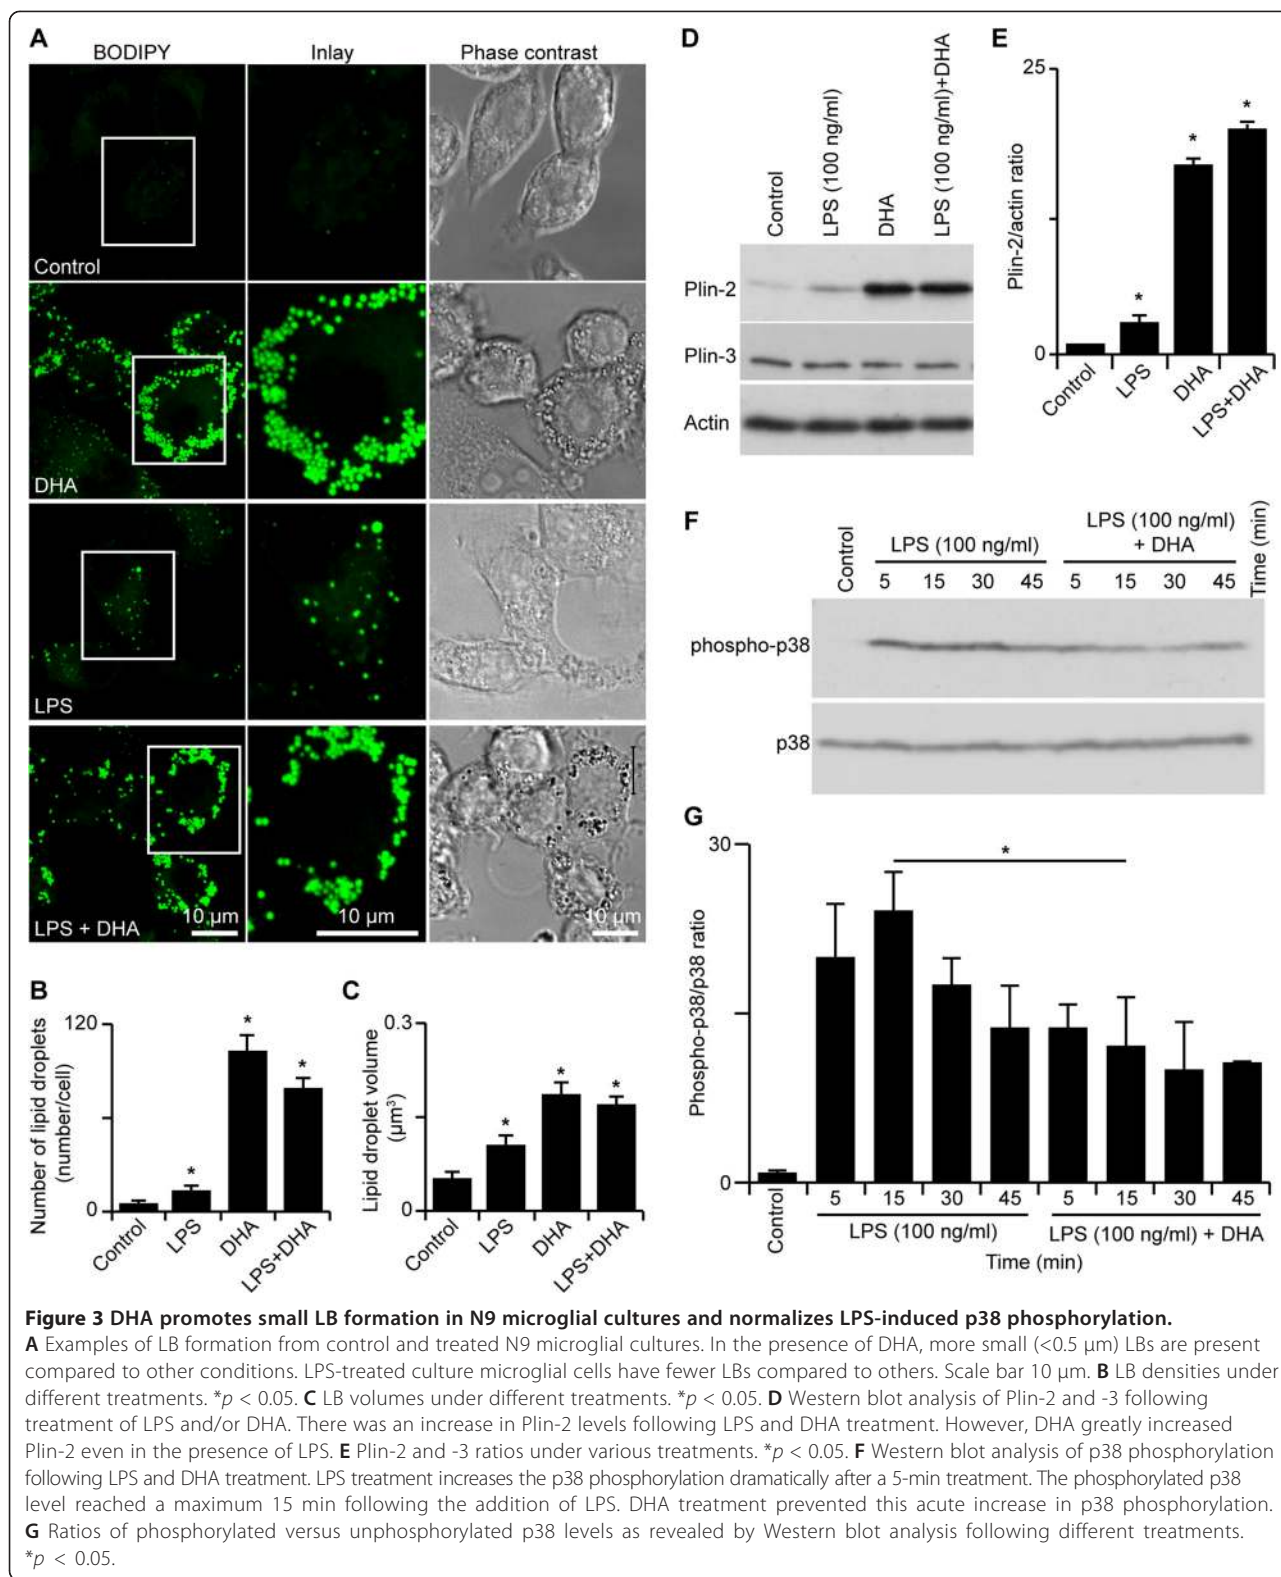 A
BODIPY
Inlay
Phase contrast
Control
DHA
LPS
LPS + DHA
10 µm
10 µm
10 µm
B
Number of lipid droplets
(number/cell)
120
0
*
*
*
Control
LPS
DHA
LPS+DHA
C
Lipid droplet volume
(µm³)
0.3
0
*
*
*
Control
LPS
DHA
LPS+DHA
D
Control
LPS (100 ng/ml)
DHA
LPS (100 ng/ml)+DHA
Plin-2
Plin-3
Actin
E
Plin-2/actin ratio
25
0
*
*
*
Control
LPS
DHA
LPS+DHA
F
Control
LPS (100 ng/ml)
LPS (100 ng/ml)
+ DHA
Time (min)
5 15 30 45 5 15 30 45
phospho-p38
p38
G
Phospho-p38/p38 ratio
30
0
*
Control
5 15 30 45 5 15 30 45
LPS (100 ng/ml) LPS (100 ng/ml) + DHA
Time (min)
Figure 3 DHA promotes small LB formation in N9 microglial cultures and normalizes LPS-induced p38 phosphorylation.
A Examples of LB formation from control and treated N9 microglial cultures. In the presence of DHA, more small (<0.5 µm) LBs are present
compared to other conditions. LPS-treated culture microglial cells have fewer LBs compared to others. Scale bar 10 µm. B LB densities under
different treatments. *p < 0.05. C LB volumes under different treatments. *p < 0.05. D Western blot analysis of Plin-2 and -3 following
treatment of LPS and/or DHA. There was an increase in Plin-2 levels following LPS and DHA treatment. However, DHA greatly increased
Plin-2 even in the presence of LPS. E Plin-2 and -3 ratios under various treatments. *p < 0.05. F Western blot analysis of p38 phosphorylation
following LPS and DHA treatment. LPS treatment increases the p38 phosphorylation dramatically after a 5-min treatment. The phosphorylated p38
level reached a maximum 15 min following the addition of LPS. DHA treatment prevented this acute increase in p38 phosphorylation.
G Ratios of phosphorylated versus unphosphorylated p38 levels as revealed by Western blot analysis following different treatments.
*p < 0.05.